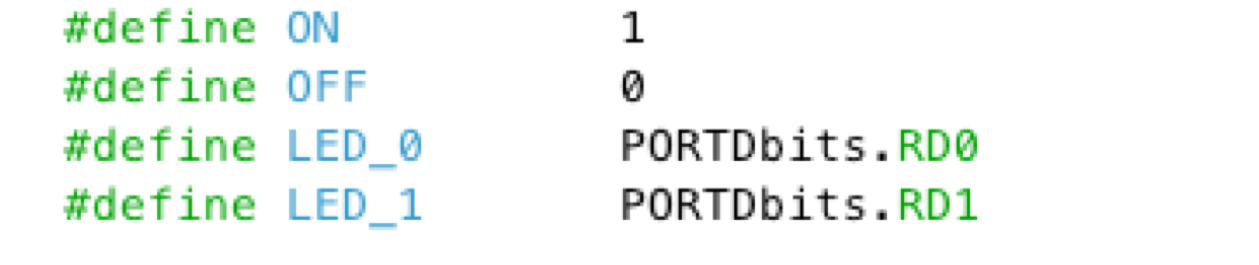 #define ON 1
#define OFF 0
#define LED_0 PORTDbits.RD0
#define LED_1 PORTDbits.RD1